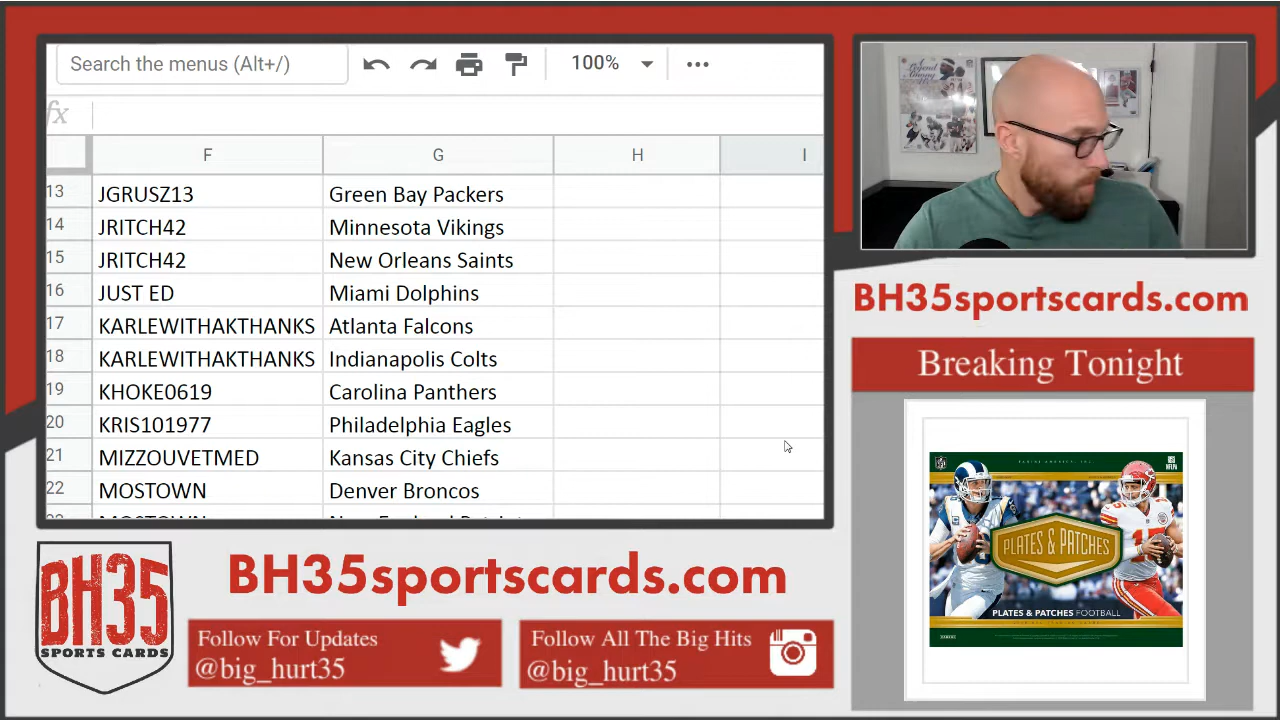 Search the menus (Alt+/)
100%
fx
F G H I
13 JGRUSZ13 Green Bay Packers
14 JRITCH42 Minnesota Vikings
15 JRITCH42 New Orleans Saints
16 JUST ED Miami Dolphins
17 KARLEWITHAKTHANKS Atlanta Falcons
18 KARLEWITHAKTHANKS Indianapolis Colts
19 KHOKE0619 Carolina Panthers
20 KRIS101977 Philadelphia Eagles
21 MIZZOUVETMED Kansas City Chiefs
22 MOSTOWN Denver Broncos
BH35sportscards.com
Breaking Tonight
PLATES & PATCHES
PLATES & PATCHES FOOTBALL
BH35
SPORTS CARDS
BH35sportscards.com
Follow For Updates
@big_hurt35
Follow All The Big Hits
@big_hurt35